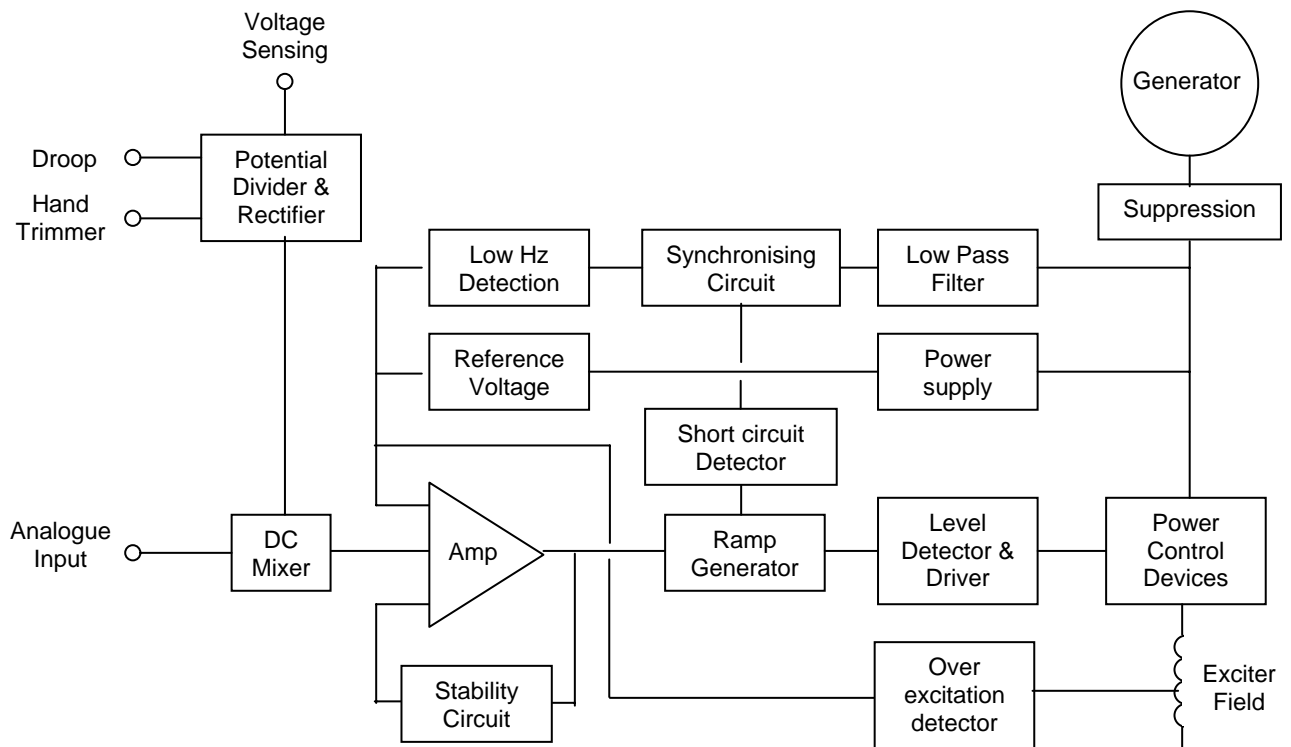 Voltage
Sensing
Generator
Droop
Hand
Trimmer
Potential
Divider &
Rectifier
Suppression
Low Hz
Detection
Synchronising
Circuit
Low Pass
Filter
Reference
Voltage
Power
supply
Short circuit
Detector
Analogue
Input
DC
Mixer
Amp
Ramp
Generator
Level
Detector &
Driver
Power
Control
Devices
Stability
Circuit
Over
excitation
detector
Exciter
Field